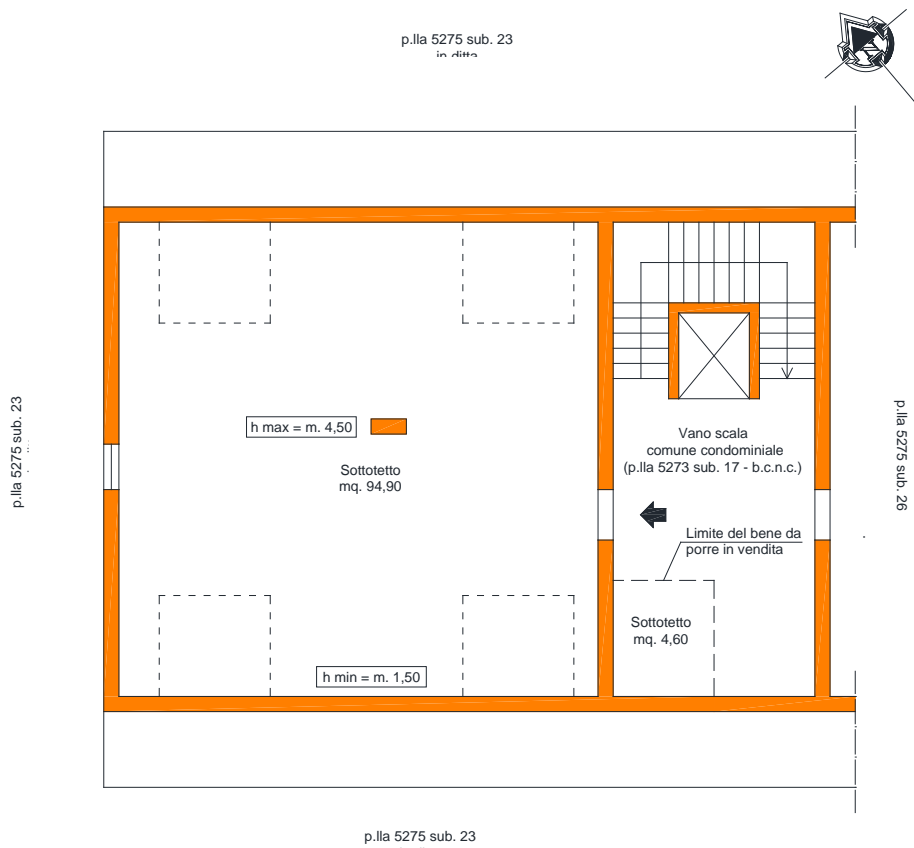 p.lla 5275 sub. 23
in ditta
h max = m. 4,50
Sottotetto
mq. 94,90
Vano scala
comune condominiale
(p.lla 5273 sub. 17 - b.c.n.c.)
Limite del bene da
porre in vendita
Sottotetto
mq. 4,60
h min = m. 1,50
p.lla 5275 sub. 23
p.lla 5275 sub. 26
p.lla 5275 sub. 23